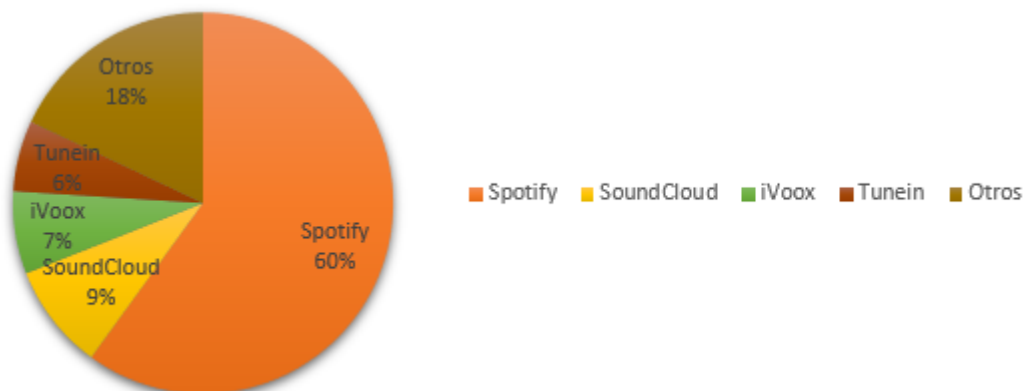 Otros
18%
Tunein
6%
iVoox
7%
SoundCloud
9%
Spotify
60%
Spotify SoundCloud iVoox Tunein Otros